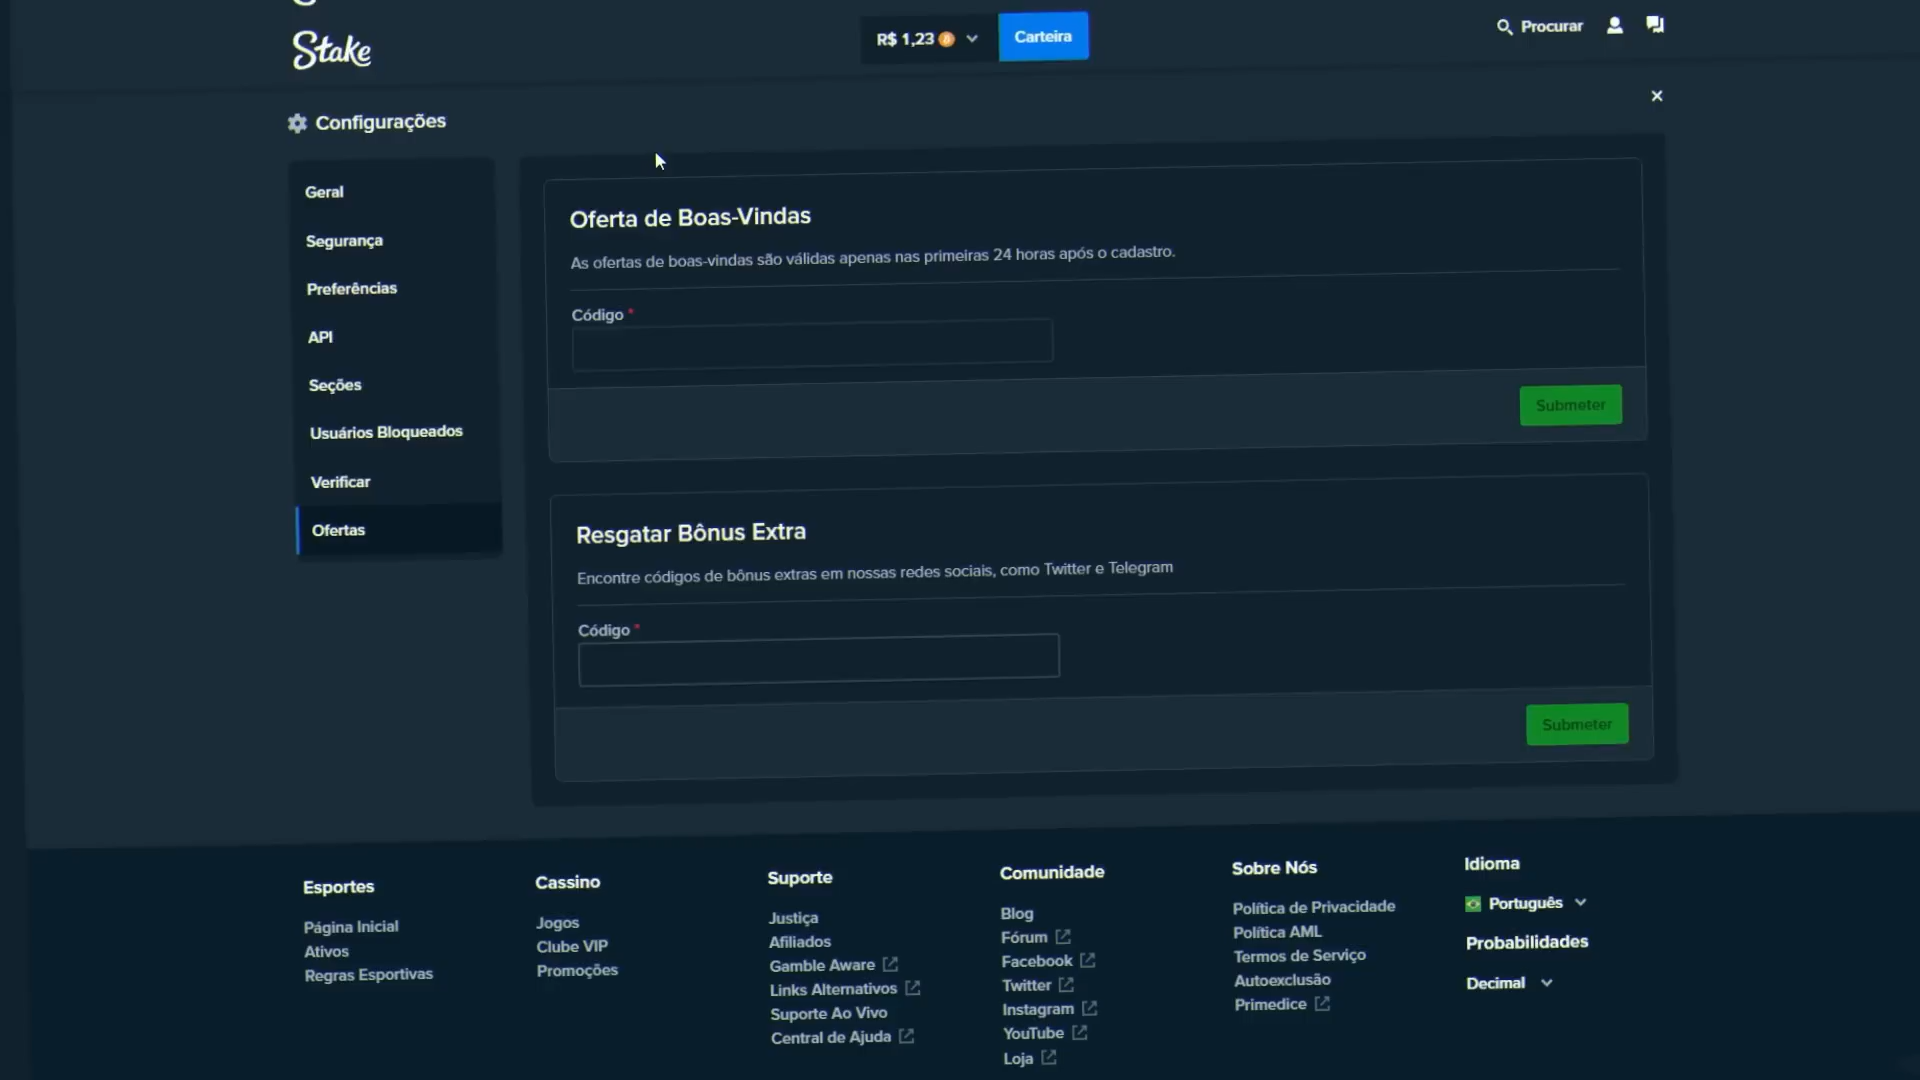 Stake
R$ 1,23
Carteira
Procurar
Configurações
Geral
Segurança
Preferências
API
Seções
Usuários Bloqueados
Verificar
Ofertas
Oferta de Boas-Vindas
As ofertas de boas-vindas são válidas apenas nas primeiras 24 horas após o cadastro.
Código *
Submeter
Resgatar Bônus Extra
Encontre códigos de bônus extras em nossas redes sociais, como Twitter e Telegram
Código *
Submeter
Esportes
Página Inicial
Ativos
Regras Esportivas
Cassino
Jogos
Clube VIP
Promoções
Suporte
Justiça
Afiliados
Gamble Aware
Links Alternativos
Suporte Ao Vivo
Central de Ajuda
Comunidade
Blog
Fórum
Facebook
Twitter
Instagram
YouTube
Loja
Sobre Nós
Política de Privacidade
Política AML
Termos de Serviço
Autoexclusão
Primedice
Idioma
Português
Probabilidades
Decimal